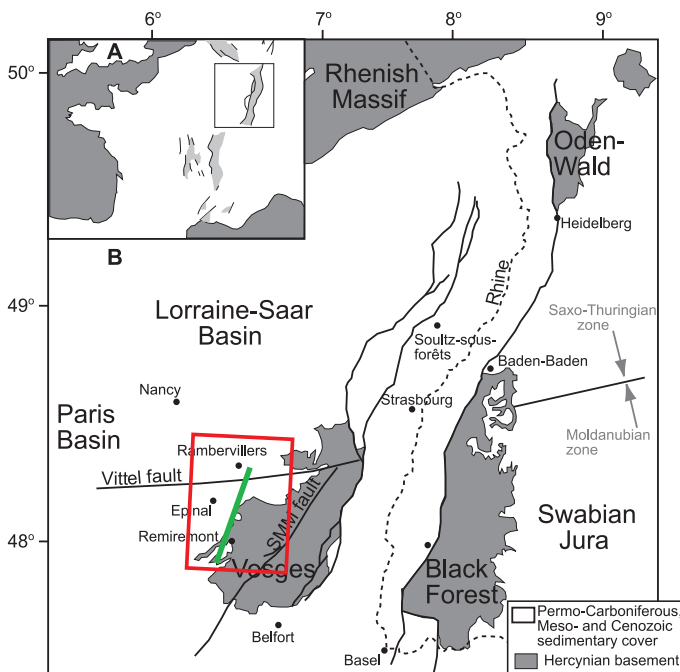 6° 7° 8° 9°
50°
A
Rhenish
Massif
Oden-
Wald
Heidelberg
B
49°
Lorraine-Saar
Basin
Rhine
Soultz-sous-
forêts
Saxo-Thuringian
zone
Baden-Baden
Nancy
Strasbourg
Paris
Basin
Moldanubian
zone
Rambervillers
Vittel fault
Epinal
SMM fault
Swabian
Jura
Remiremont
48°
Vosges
Black
Forest
Belfort
Basel
Permo-Carboniferous,
Meso- and Cenozoic
sedimentary cover
Hercynian basement